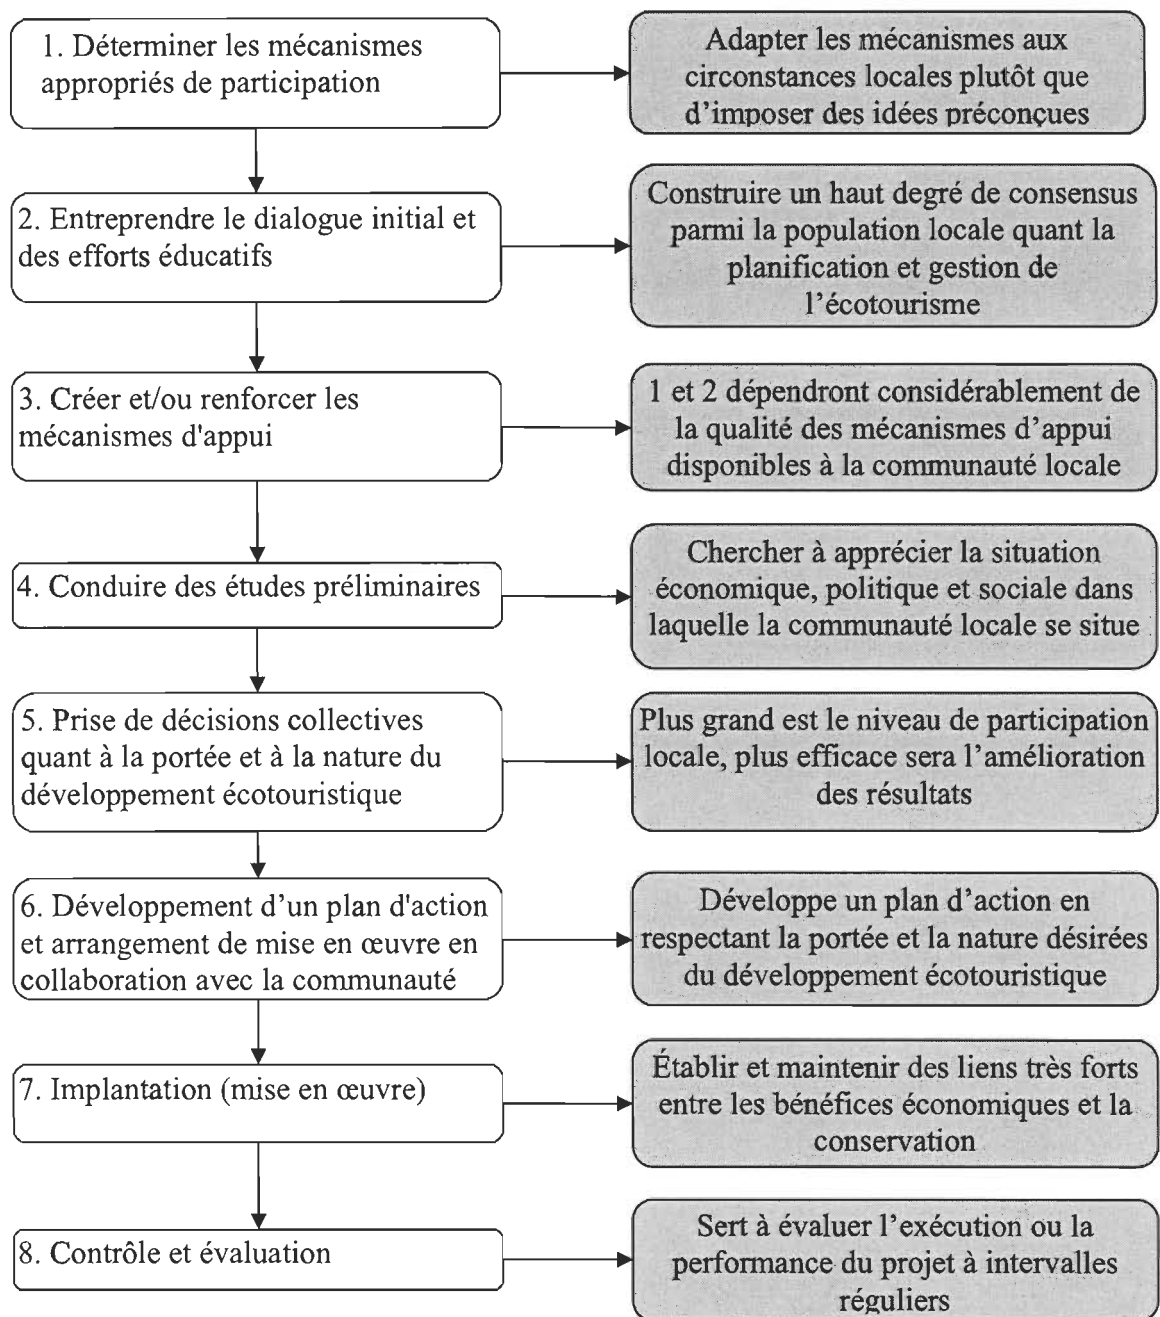 1. Déterminer les mécanismes
appropriés de participation
Adapter les mécanismes aux
circonstances locales plutôt que
d'imposer des idées préconçues
2. Entreprendre le dialogue initial et
des efforts éducatifs
Construire un haut degré de consensus
parmi la population locale quant la
planification et gestion de
l'écotourisme
3. Créer et/ou renforcer les
mécanismes d'appui
1 et 2 dépendront considérablement de
la qualité des mécanismes d'appui
disponibles à la communauté locale
4. Conduire des études préliminaires
Chercher à apprécier la situation
économique, politique et sociale dans
laquelle la communauté locale se situe
5. Prise de décisions collectives
quant à la portée et à la nature du
développement écotouristique
Plus grand est le niveau de participation
locale, plus efficace sera l'amélioration
des résultats
6. Développement d'un plan d'action
et arrangement de mise en œuvre en
collaboration avec la communauté
Développe un plan d'action en
respectant la portée et la nature désirées
du développement écotouristique
7. Implantation (mise en œuvre)
Établir et maintenir des liens très forts
entre les bénéfices économiques et la
conservation
8. Contrôle et évaluation
Sert à évaluer l'exécution ou la
performance du projet à intervalles
réguliers